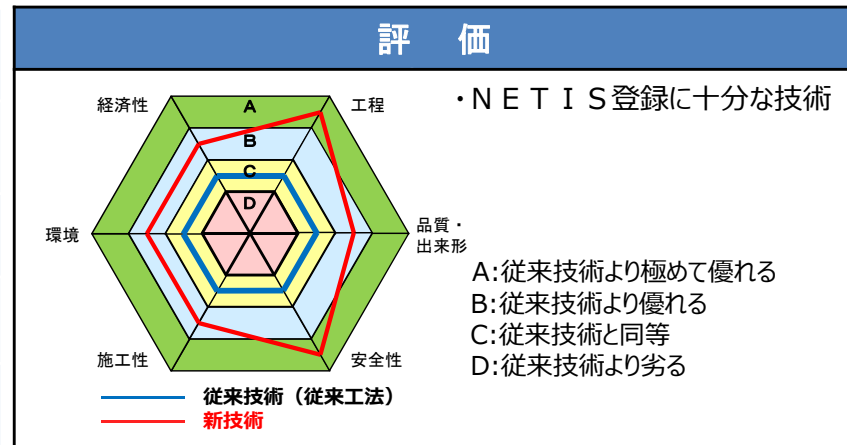 評 価
・ＮＥＴＩＳ登録に十分な技術
経済性
A
工程
B
C
D
環境
品質・
出来形
施工性
安全性
A:従来技術より極めて優れる
B:従来技術より優れる
C:従来技術と同等
D:従来技術より劣る
従来技術（従来工法）
新技術